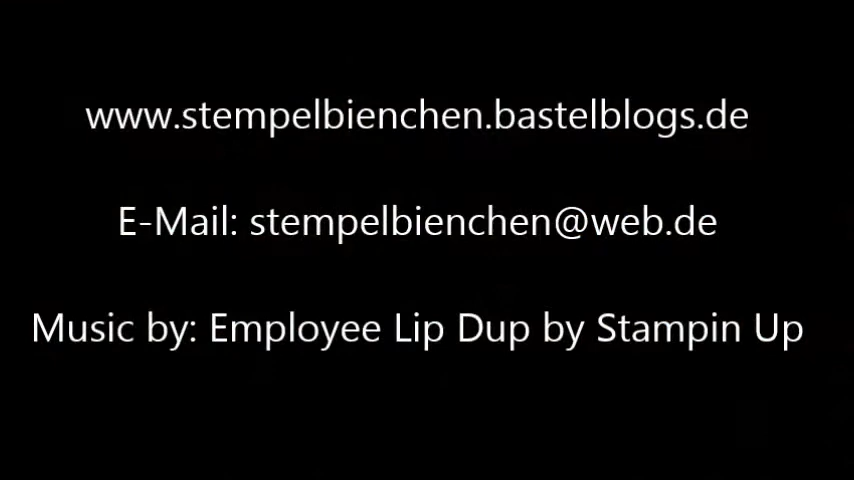 www.stempelbienchen.bastelblogs.de
E-Mail: stempelbienchen@web.de
Music by: Employee Lip Dup by Stampin Up